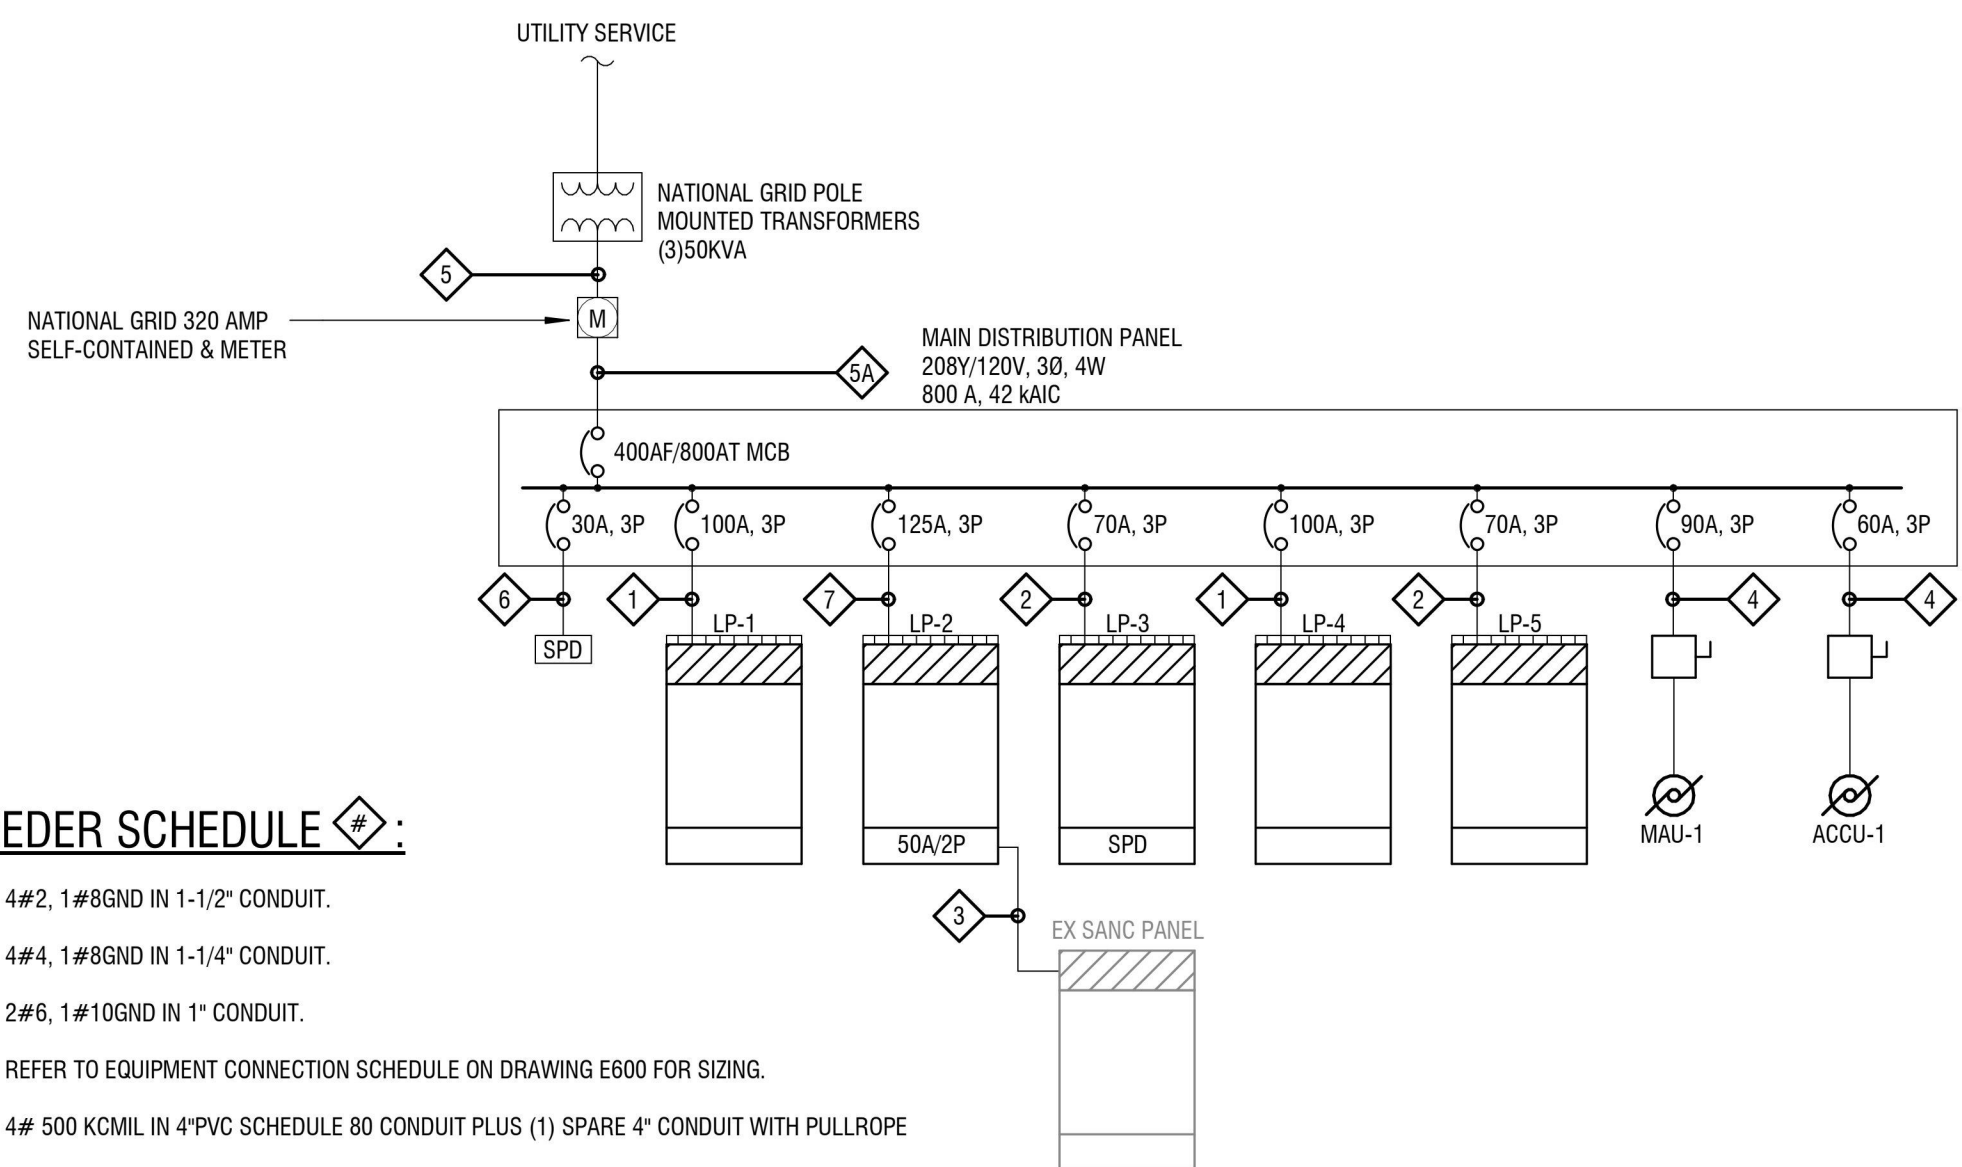 UTILITY SERVICE
NATIONAL GRID POLE
MOUNTED TRANSFORMERS
(3)50KVA
5
NATIONAL GRID 320 AMP
SELF-CONTAINED & METER
M
5A
MAIN DISTRIBUTION PANEL
208Y/120V, 3Ø, 4W
800 A, 42 kAIC
400AF/800AT MCB
30A, 3P
100A, 3P
125A, 3P
70A, 3P
100A, 3P
70A, 3P
90A, 3P
60A, 3P
6
1
7
2
1
2
4
4
SPD
LP-1
LP-2
LP-3
LP-4
LP-5
50A/2P
SPD
MAU-1
ACCU-1
3
EX SANC PANEL
EDER SCHEDULE # :
4#2, 1#8GND IN 1-1/2" CONDUIT.
4#4, 1#8GND IN 1-1/4" CONDUIT.
2#6, 1#10GND IN 1" CONDUIT.
REFER TO EQUIPMENT CONNECTION SCHEDULE ON DRAWING E600 FOR SIZING.
4# 500 KCMIL IN 4"PVC SCHEDULE 80 CONDUIT PLUS (1) SPARE 4" CONDUIT WITH PULLROPE